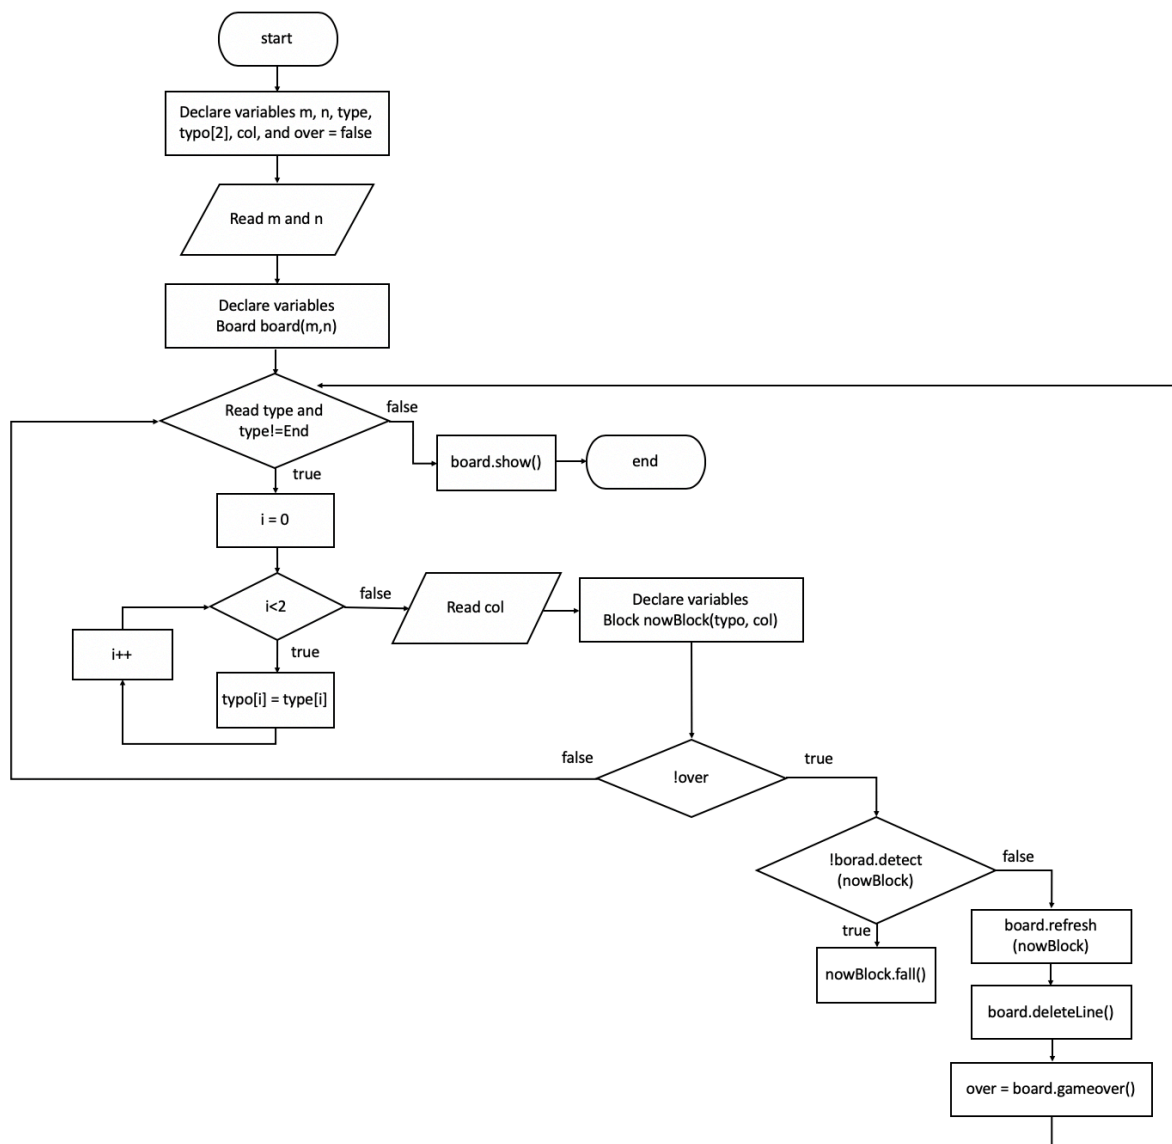 start
Declare variables m, n, type,
typo[2], col, and over = false
Read m and n
Declare variables
Board board(m,n)
Read type and
type!=End
false
true
board.show()
end
i = 0
i<2
false
true
i++
typo[i] = type[i]
Read col
Declare variables
Block nowBlock(typo, col)
!over
false
true
!borad.detect
(nowBlock)
false
true
nowBlock.fall()
board.refresh
(nowBlock)
board.deleteLine()
over = board.gameover()